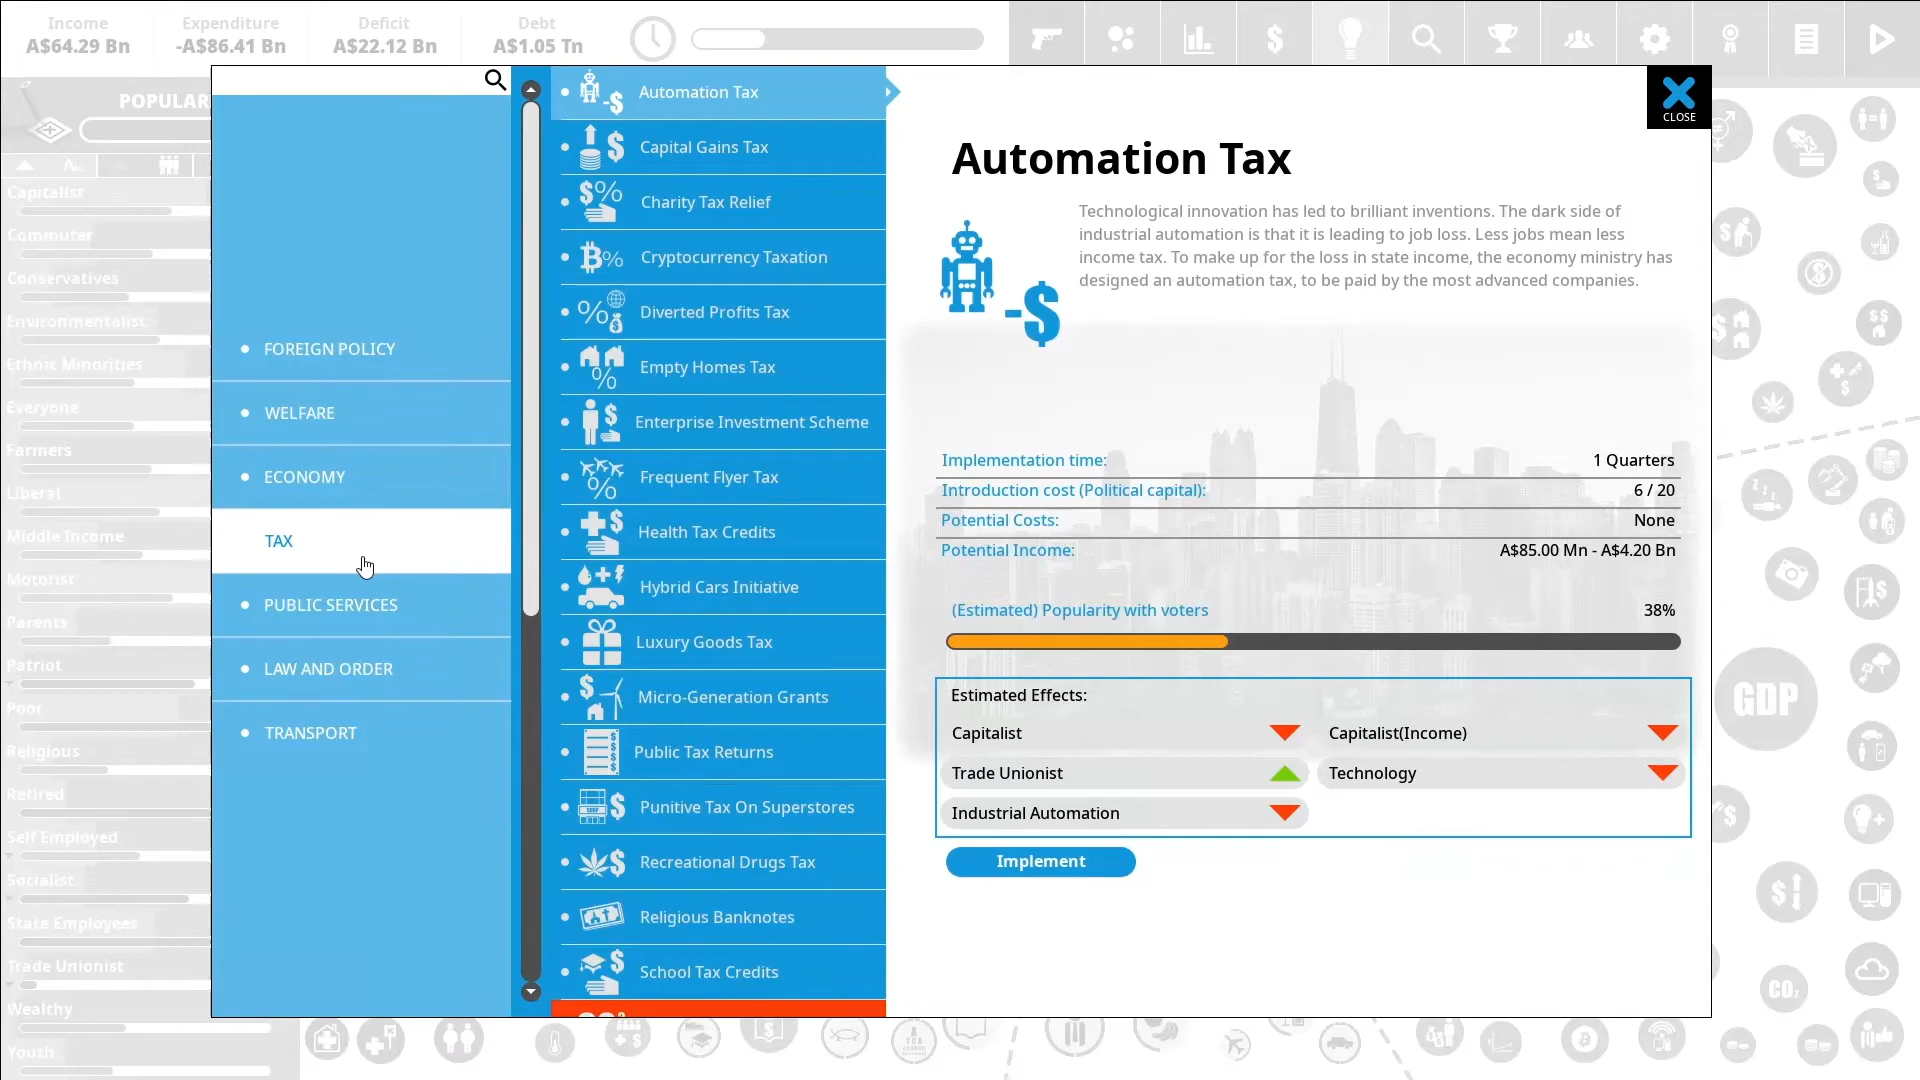 Income
A$64.29 Bn
Expenditure
-A$86.41 Bn
Deficit
A$22.12 Bn
Debt
A$1.05 Tn
POPULAR
Capitalist
Commuter
Conservatives
Environmentalist
Ethnic Minorities
Everyone
Farmers
Liberal
Middle Income
Motorist
Parents
Patriot
Poor
Religious
Retired
Self Employed
Socialist
State Employees
Trade Unionist
Wealthy
Youth
FOREIGN POLICY
WELFARE
ECONOMY
TAX
PUBLIC SERVICES
LAW AND ORDER
TRANSPORT
Automation Tax
Capital Gains Tax
Charity Tax Relief
Cryptocurrency Taxation
Diverted Profits Tax
Empty Homes Tax
Enterprise Investment Scheme
Frequent Flyer Tax
Health Tax Credits
Hybrid Cars Initiative
Luxury Goods Tax
Micro-Generation Grants
Public Tax Returns
Punitive Tax On Superstores
Recreational Drugs Tax
Religious Banknotes
School Tax Credits
CLOSE
Automation Tax
Technological innovation has led to brilliant inventions. The dark side of
industrial automation is that it is leading to job loss. Less jobs mean less
income tax. To make up for the loss in state income, the economy ministry has
designed an automation tax, to be paid by the most advanced companies.
-$
Implementation time: 1 Quarters
Introduction cost (Political capital): 6 / 20
Potential Costs: None
Potential Income: A$85.00 Mn - A$4.20 Bn
(Estimated) Popularity with voters 38%
Estimated Effects:
Capitalist
Capitalist(Income)
Trade Unionist
Technology
Industrial Automation
Implement
GDP
CO₂